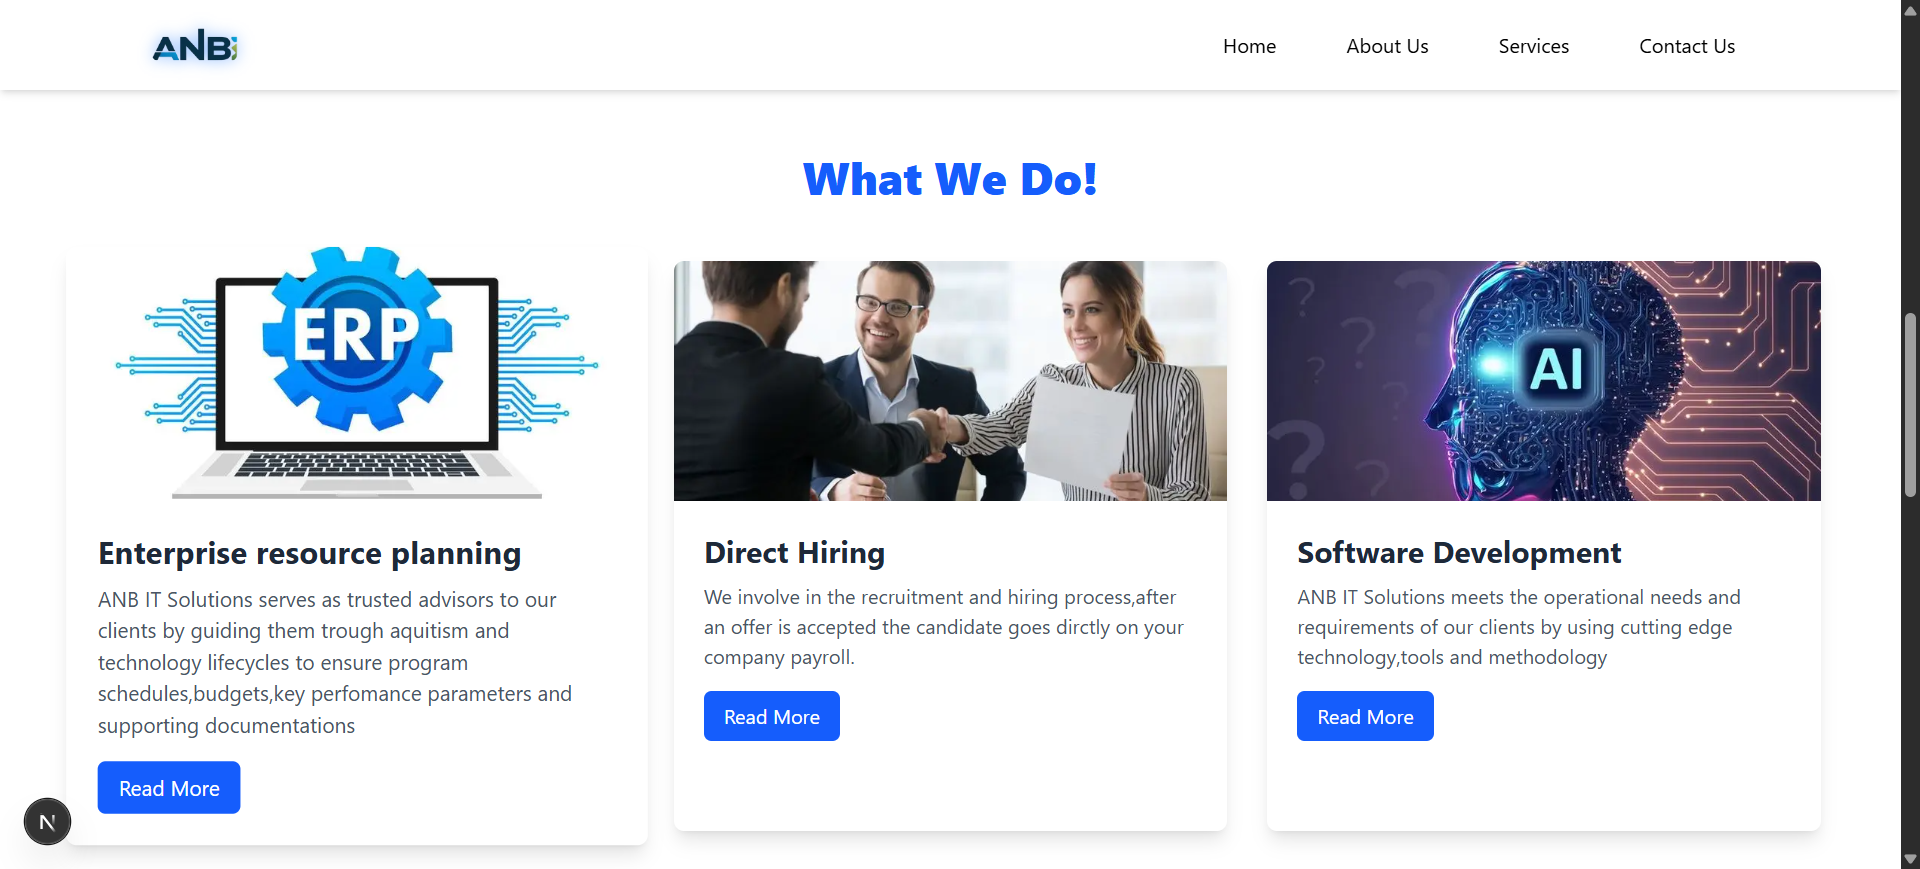 ANBi
Home
About Us
Services
Contact Us
What We Do!
ERP
AI
Enterprise resource planning
ANB IT Solutions serves as trusted advisors to our
clients by guiding them trough aquitism and
technology lifecycles to ensure program
schedules,budgets,key perfomance parameters and
supporting documentations
Read More
Direct Hiring
We involve in the recruitment and hiring process,after
an offer is accepted the candidate goes dirctly on your
company payroll.
Read More
Software Development
ANB IT Solutions meets the operational needs and
requirements of our clients by using cutting edge
technology,tools and methodology
Read More
N